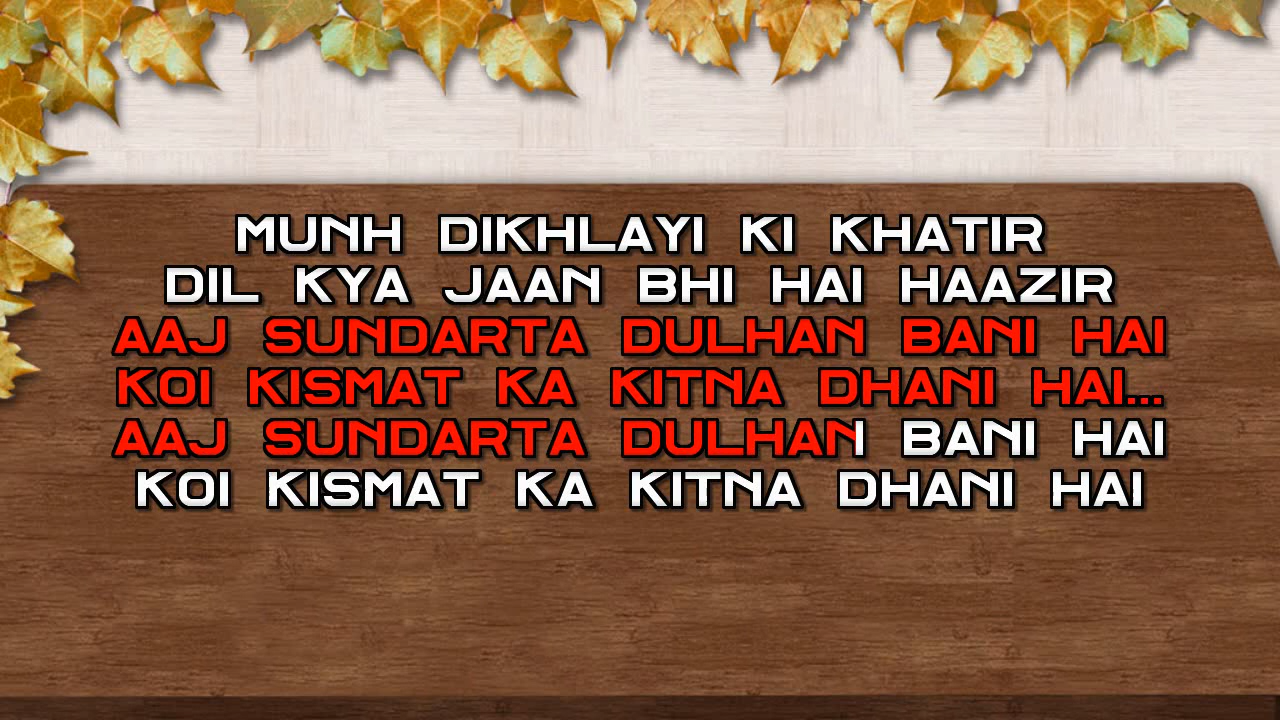 MUNH DIKHLAYI KI KHATIR
DIL KYA JAAN BHI HAI HAAZIR
AAJ SUNDARTA DULHAN BANI HAI
KOI KISMAT KA KITNA DHANI HAI...
AAJ SUNDARTA DULHAN BANI HAI
KOI KISMAT KA KITNA DHANI HAI